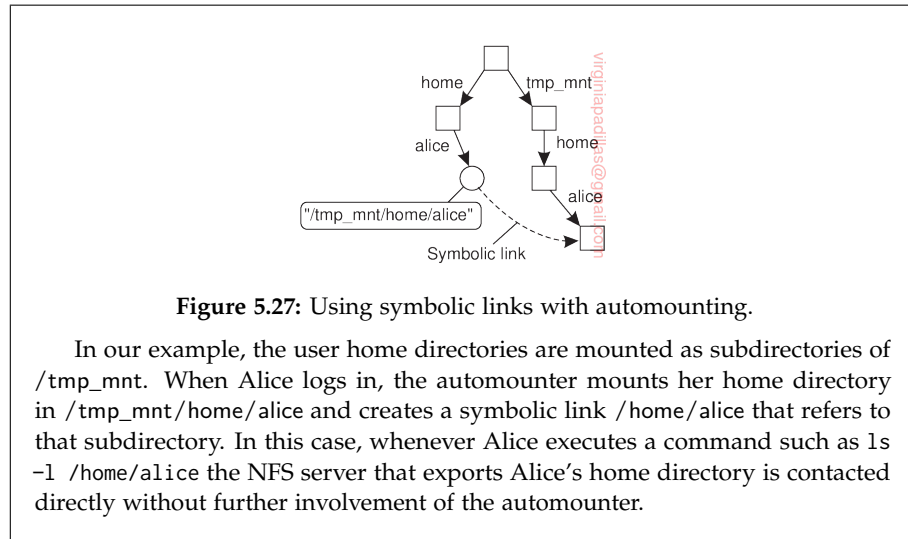 home
tmp_mnt
alice
home
alice
"/tmp_mnt/home/alice"
Symbolic link
virginiapadillas@gmail.com
Figure 5.27: Using symbolic links with automounting.
In our example, the user home directories are mounted as subdirectories of
/tmp_mnt. When Alice logs in, the automounter mounts her home directory
in /tmp_mnt/home/alice and creates a symbolic link /home/alice that refers to
that subdirectory. In this case, whenever Alice executes a command such as ls
-l /home/alice the NFS server that exports Alice's home directory is contacted
directly without further involvement of the automounter.